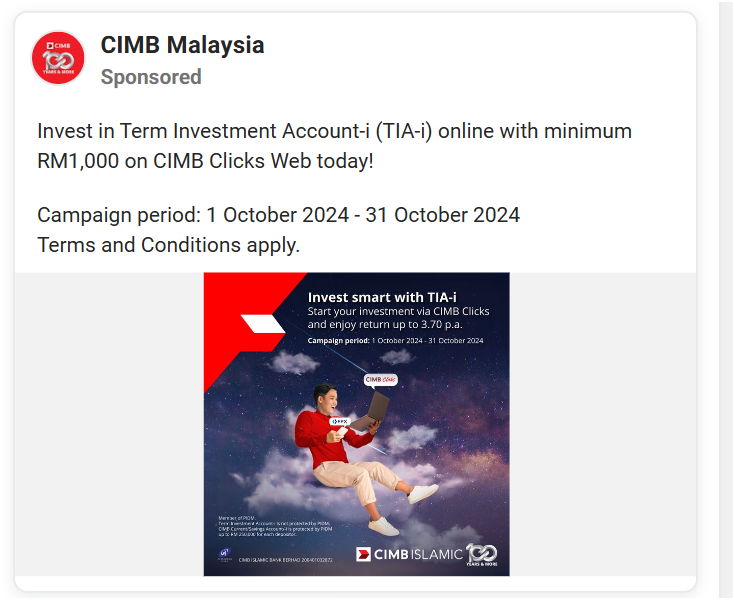 CIMB
100
YEARS & MORE
CIMB Malaysia
Sponsored
Invest in Term Investment Account-i (TIA-i) online with minimum
RM1,000 on CIMB Clicks Web today!
Campaign period: 1 October 2024 - 31 October 2024
Terms and Conditions apply.
Invest smart with TIA-i
Start your investment via CIMB Clicks
and enjoy return up to 3.70 p.a.
Campaign period: 1 October 2024 - 31 October 2024
CIMB Clicks
FPX
Member of PIDM.
Term Investment Account-i is not protected by PIDM.
CIMB Current/Savings Account-i is protected by PIDM
up to RM 250,000 for each depositor.
CIMB ISLAMIC BANK BERHAD 200401032872
CIMB ISLAMIC
100
YEARS & MORE